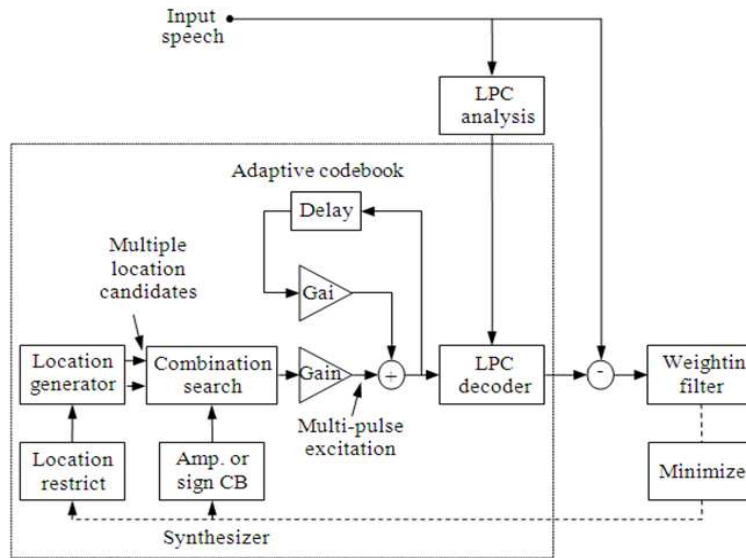 Input
speech
LPC
analysis
Adaptive codebook
Delay
Multiple
location
candidates
Gai
Location
generator
Combination
search
Gain
+
LPC
decoder
-
Weightin
filter
Multi-pulse
excitation
Location
restrict
Amp. or
sign CB
Minimize
Synthesizer